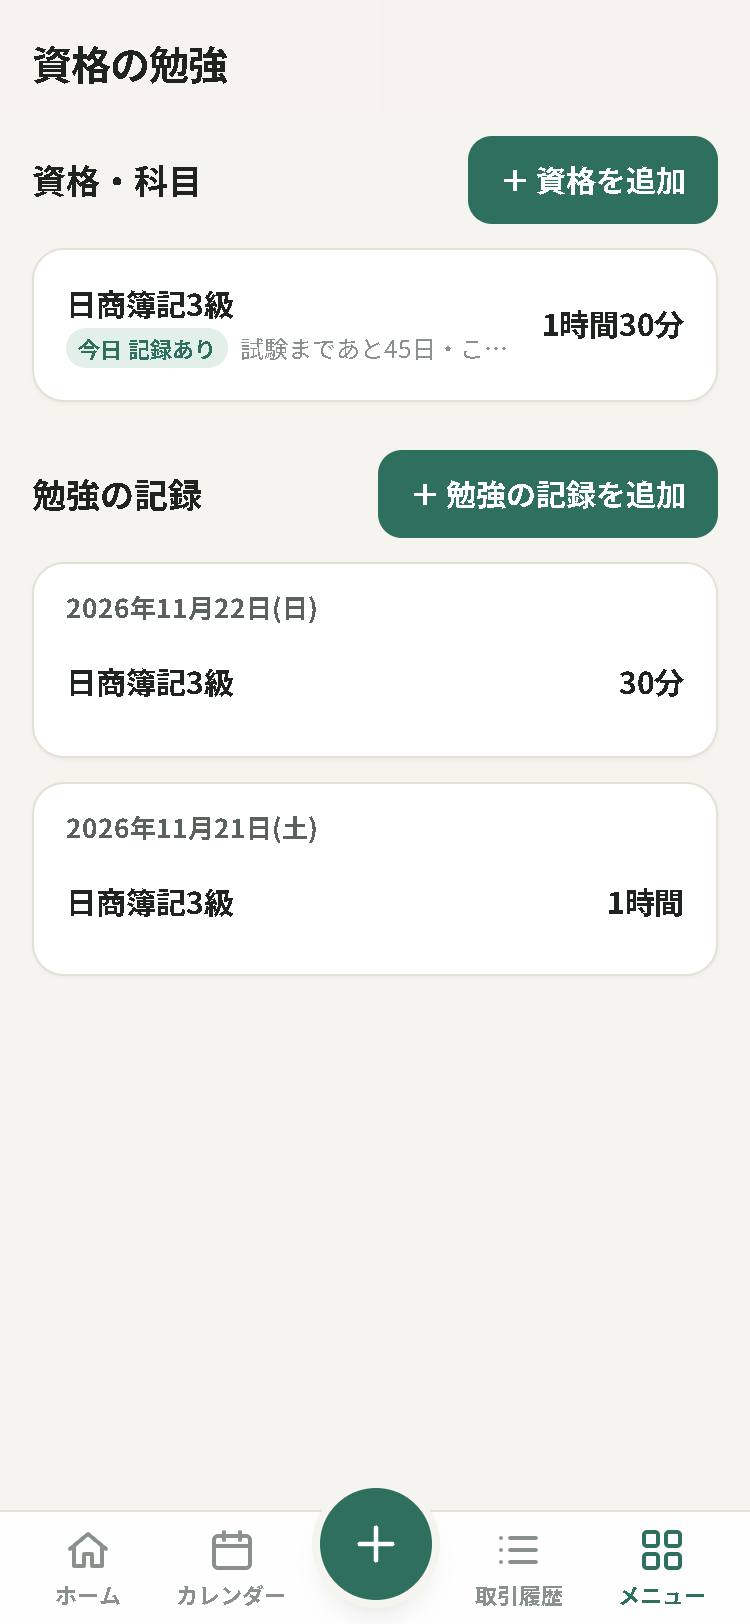 資格の勉強
資格・科目
+ 資格を追加
日商簿記3級
今日 記録あり 試験まであと45日・こ…
1時間30分
勉強の記録
+ 勉強の記録を追加
2026年11月22日(日)
日商簿記3級 30分
2026年11月21日(土)
日商簿記3級 1時間
ホーム カレンダー 取引履歴 メニュー